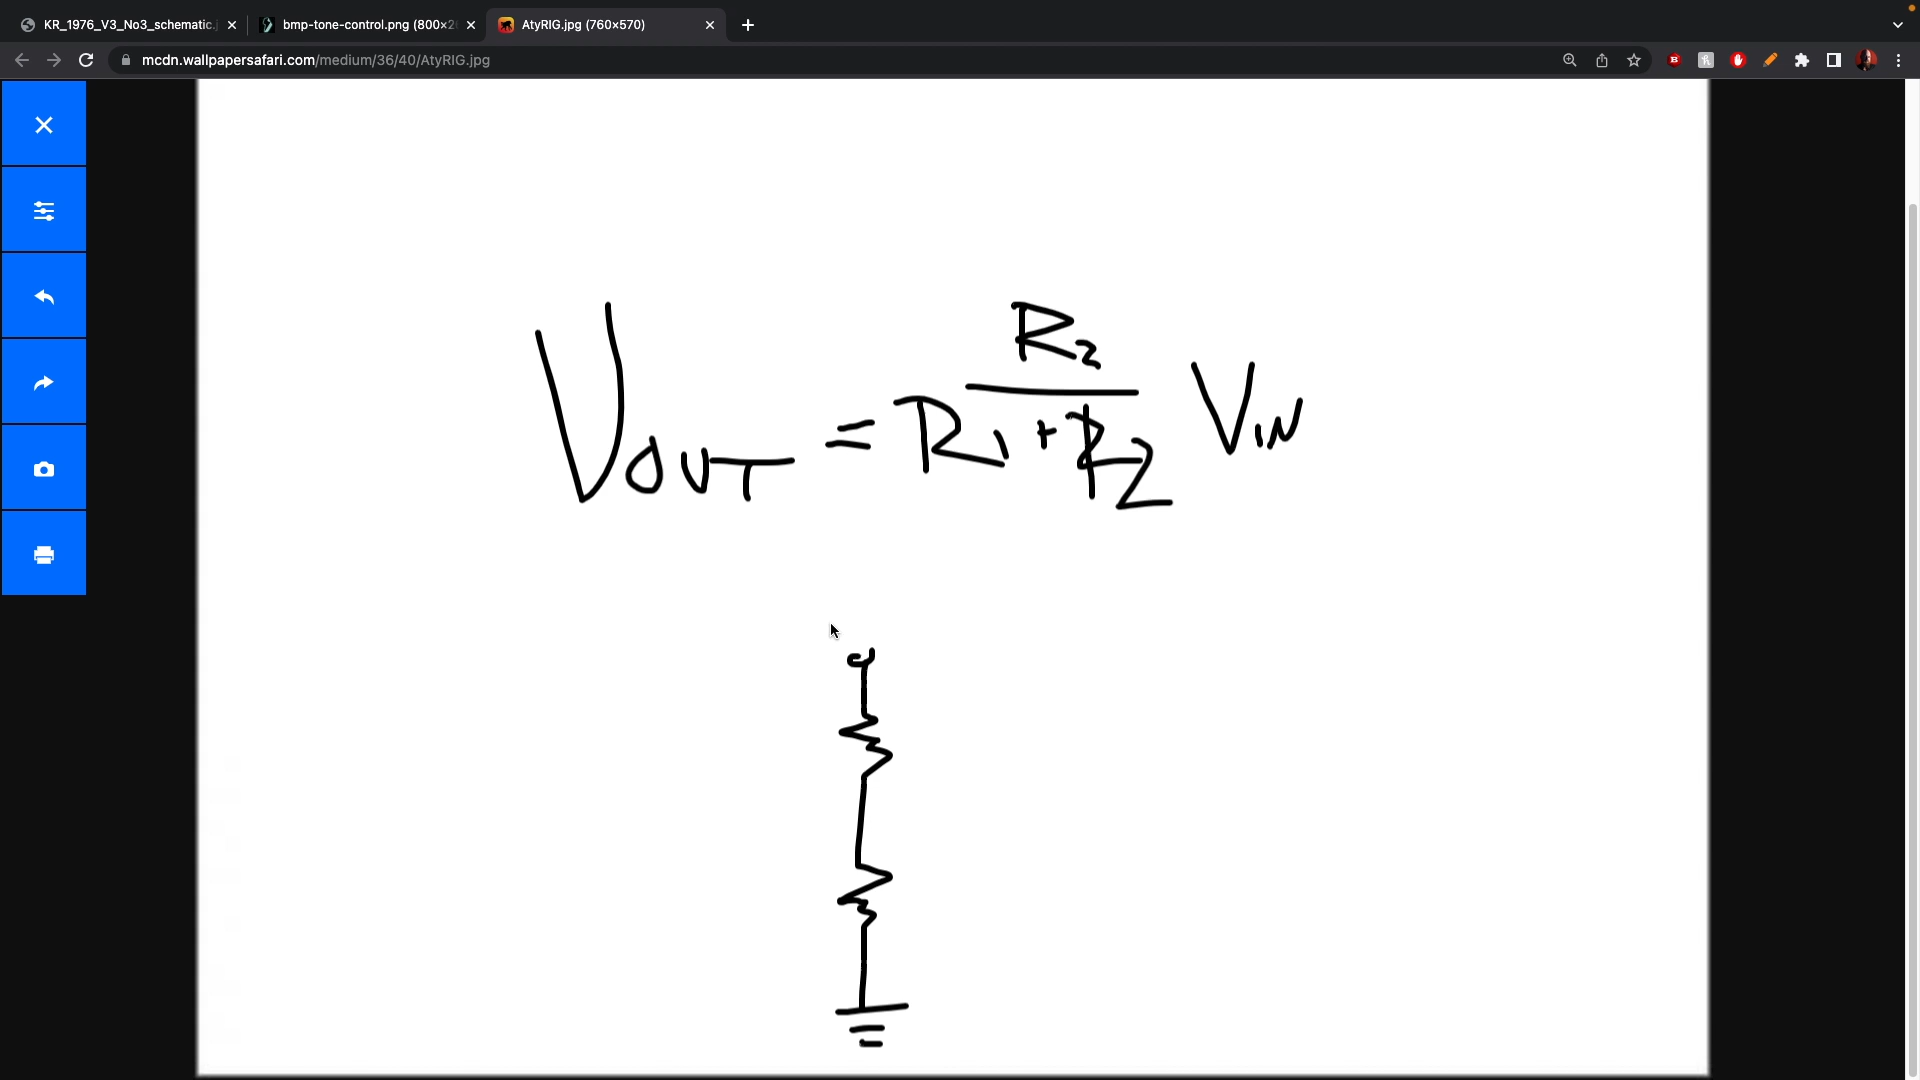 KR_1976_V3_No3_schematic.j
bmp-tone-control.png (800×2
AtyRIG.jpg (760×570)
mcdn.wallpapersafari.com/medium/36/40/AtyRIG.jpg
VOUT = R2 / R1 + R2 VIN